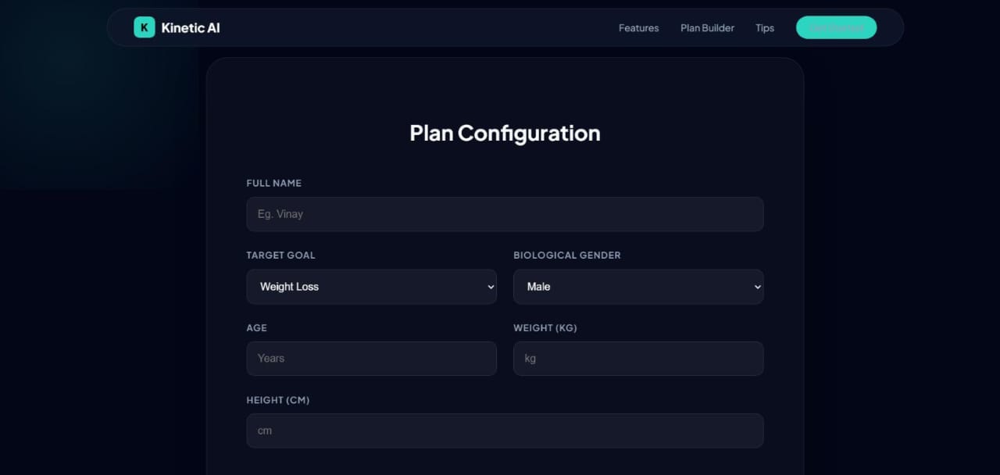 K Kinetic AI Features Plan Builder Tips
Plan Configuration
FULL NAME
Eg. Vinay
TARGET GOAL BIOLOGICAL GENDER
Weight Loss Male
AGE WEIGHT (KG)
Years kg
HEIGHT (CM)
cm